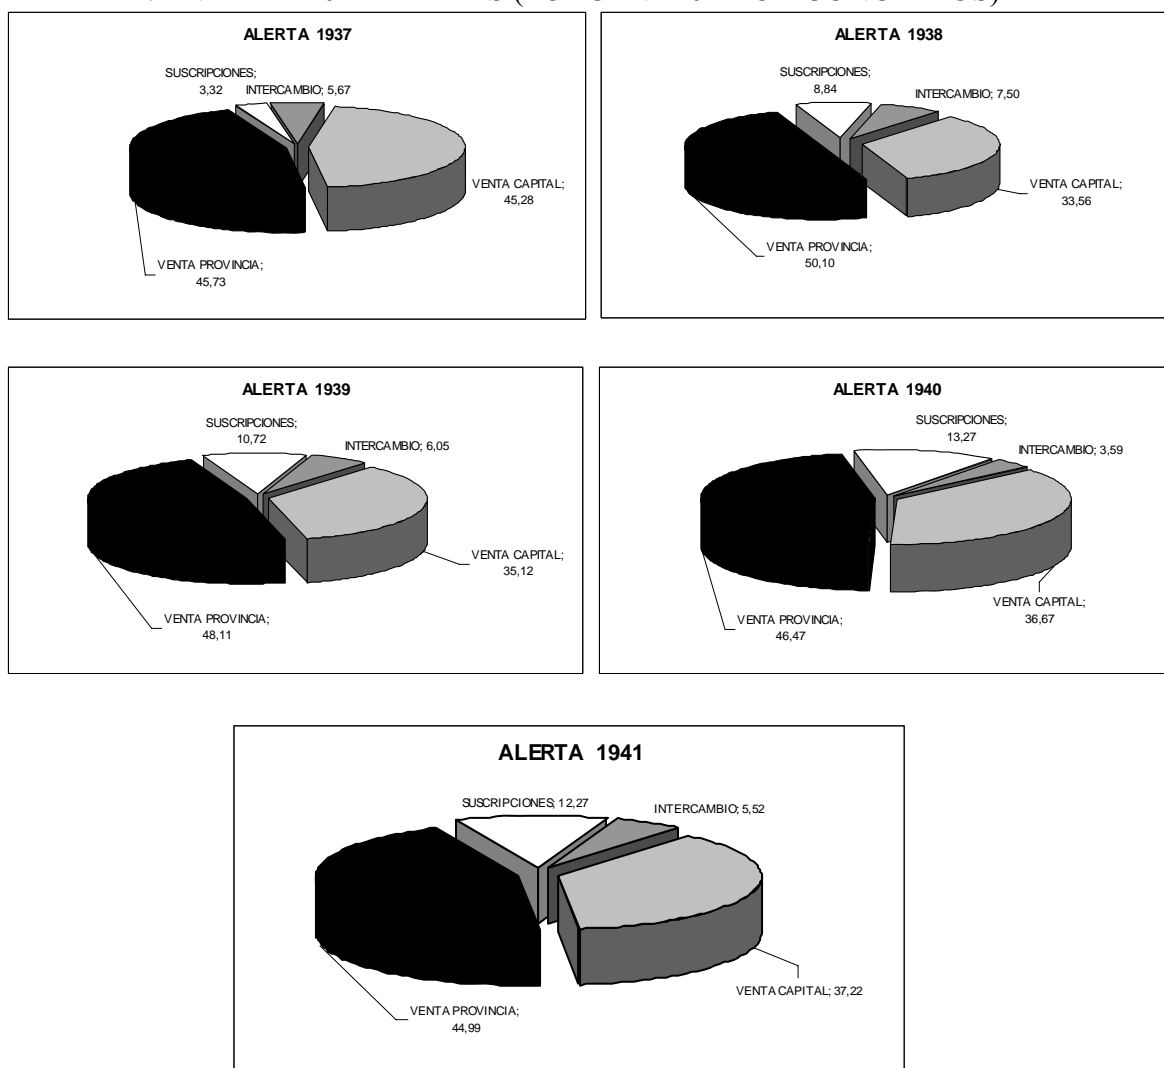 ALERTA 1937
SUSCRIPCIONES;
3,32
INTERCAMBIO; 5,67
VENTA CAPITAL;
45,28
VENTA PROVINCIA;
45,73
ALERTA 1938
SUSCRIPCIONES;
8,84
INTERCAMBIO; 7,50
VENTA CAPITAL;
33,56
VENTA PROVINCIA;
50,10
ALERTA 1939
SUSCRIPCIONES;
10,72
INTERCAMBIO; 6,05
VENTA CAPITAL;
35,12
VENTA PROVINCIA;
48,11
ALERTA 1940
SUSCRIPCIONES;
13,27
INTERCAMBIO; 3,59
VENTA CAPITAL;
36,67
VENTA PROVINCIA;
46,47
ALERTA 1941
SUSCRIPCIONES; 12,27
INTERCAMBIO; 5,52
VENTA CAPITAL; 37,22
VENTA PROVINCIA;
44,99